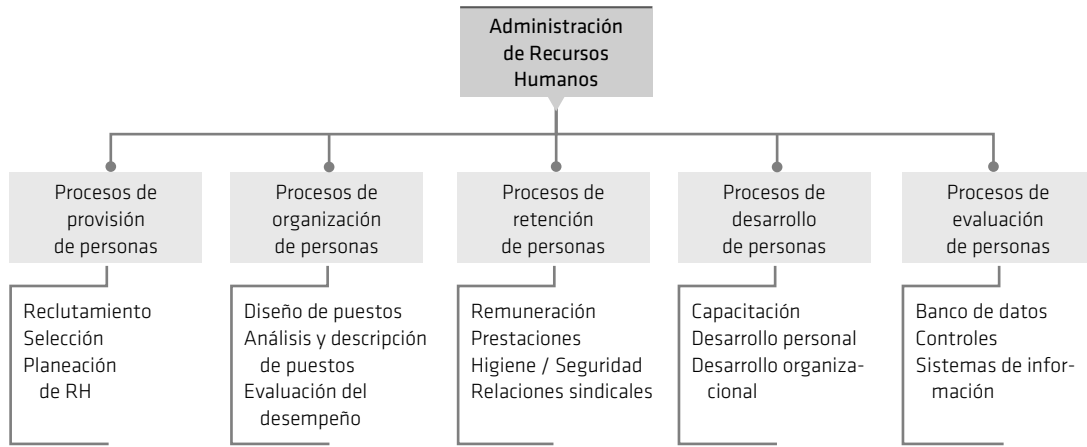 Administración
de Recursos
Humanos
Procesos de
provisión
de personas
Procesos de
organización
de personas
Procesos de
retención
de personas
Procesos de
desarrollo
de personas
Procesos de
evaluación
de personas
Reclutamiento
Selección
Planeación
de RH
Diseño de puestos
Análisis y descripción
de puestos
Evaluación del
desempeño
Remuneración
Prestaciones
Higiene / Seguridad
Relaciones sindicales
Capacitación
Desarrollo personal
Desarrollo organiza-
cional
Banco de datos
Controles
Sistemas de infor-
mación